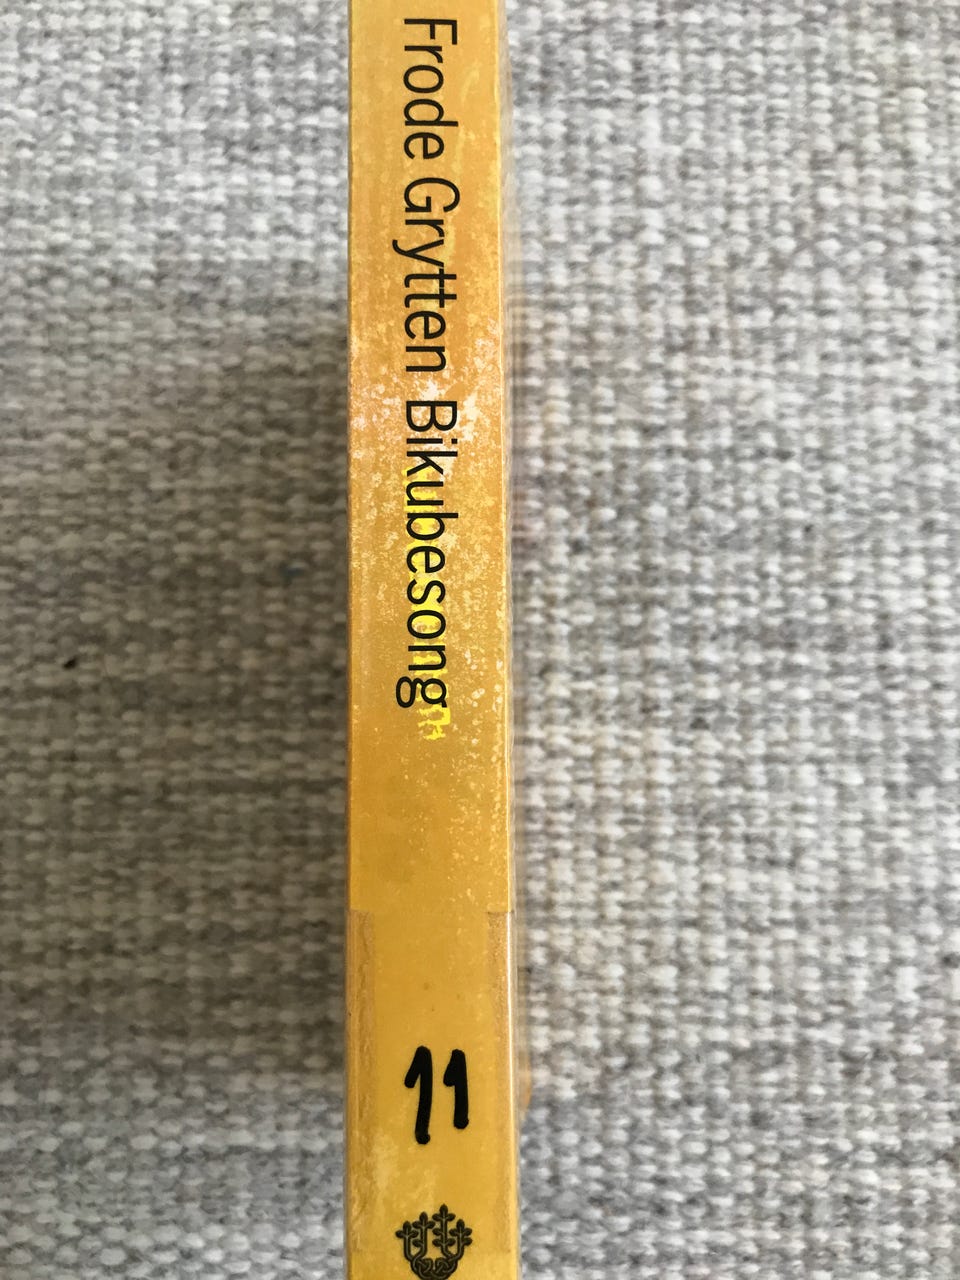 Frode Grytten Bikubesong
11